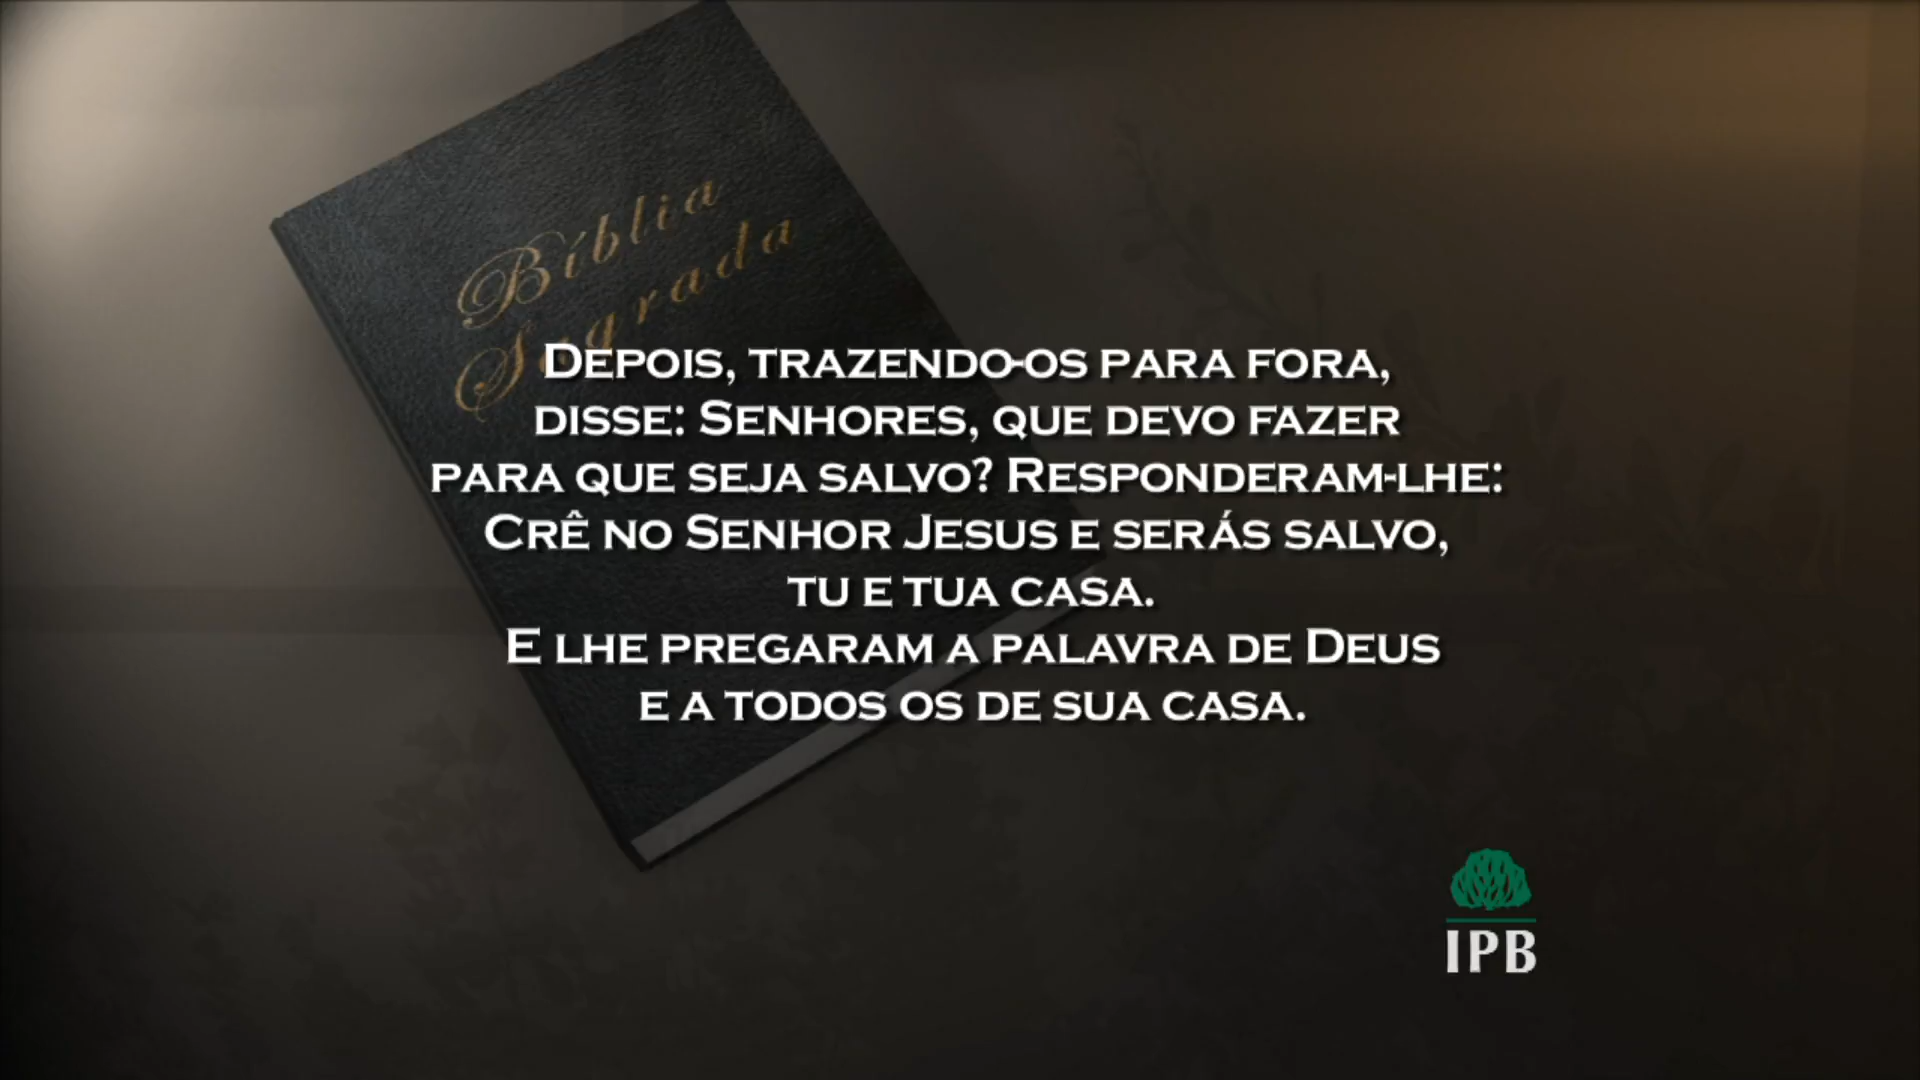 Bíblia
Sagrada
DEPOIS, TRAZENDO-OS PARA FORA,
DISSE: SENHORES, QUE DEVO FAZER
PARA QUE SEJA SALVO? RESPONDERAM-LHE:
CRÊ NO SENHOR JESUS E SERÁS SALVO,
TU E TUA CASA.
E LHE PREGARAM A PALAVRA DE DEUS
E A TODOS OS DE SUA CASA.
IPB